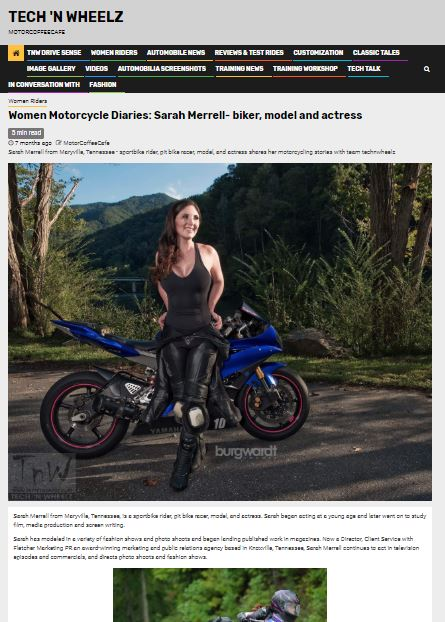 TECH 'N WHEELZ
MOTORCOFFEECAFE
TNW DRIVE SENSE WOMEN RIDERS AUTOMOBILE NEWS REVIEWS & TEST RIDES CUSTOMIZATION CLASSIC TALES
IMAGE GALLERY VIDEOS AUTOMOBILIA SCREENSHOTS TRAINING NEWS TRAINING WORKSHOP TECH TALK
IN CONVERSATION WITH FASHION
Women Riders
Women Motorcycle Diaries: Sarah Merrell- biker, model and actress
5 min read
7 months ago MotorCoffeeCafe
Sarah Merrell from Maryville, Tennessee - sportbike rider, pit bike racer, model, and actress shares her motorcycling stories with team technwheelz
YAMAHA
10
burgwardt
TnW
TECH N WHEELZ
Sarah Merrell from Maryville, Tennessee, is a sportbike rider, pit bike racer, model, and actress. Sarah began acting at a young age and later went on to study
film, media production and screen writing.
Sarah has modeled in a variety of fashion shows and photo shoots and began landing published work in magazines. Now a Director, Client Service with
Fletcher Marketing PR an award-winning marketing and public relations agency based in Knoxville, Tennessee, Sarah Merrell continues to act in television
episodes and commercials, and directs photo shoots and fashion shows.